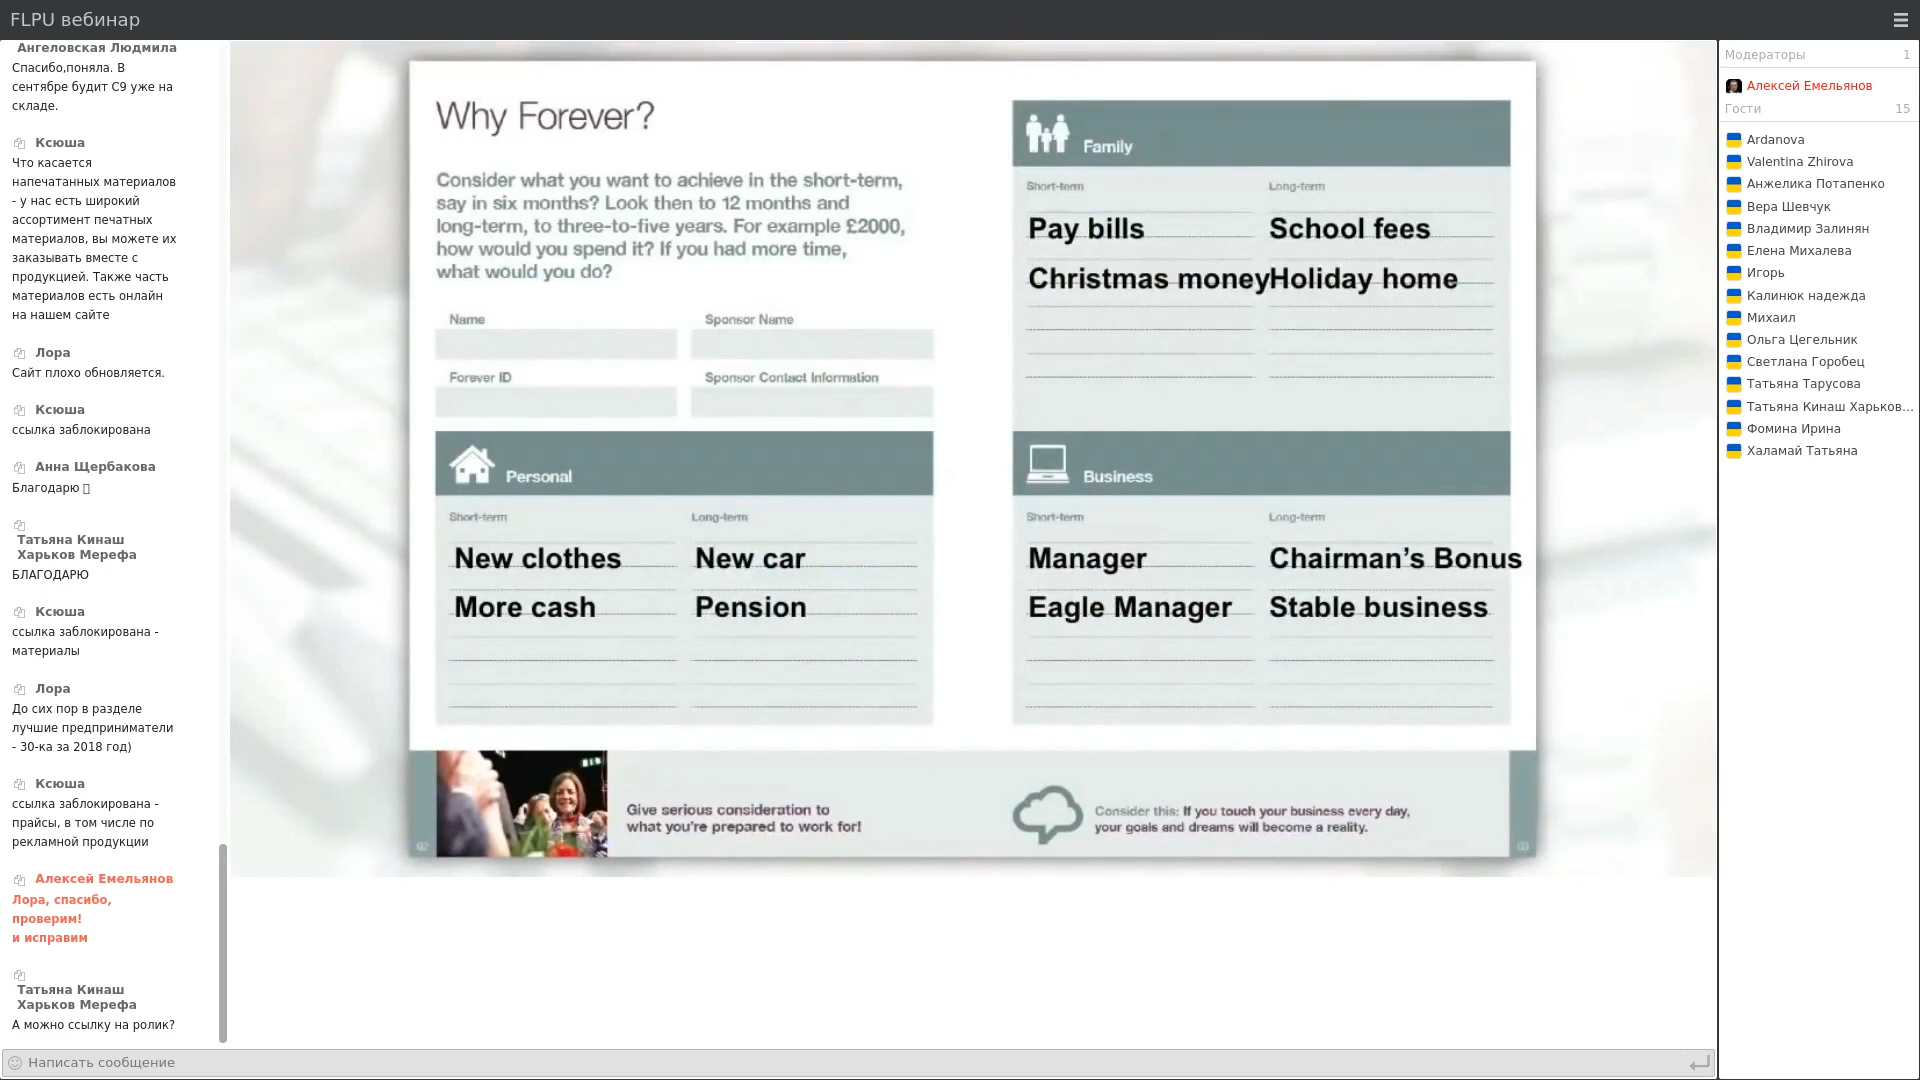 FLPU вебинар
Ангеловская Людмила
Спасибо,поняла. В
сентябре будит С9 уже на
складе.
Ксюша
Что касается
напечатанных материалов
- у нас есть широкий
ассортимент печатных
материалов, вы можете их
заказывать вместе с
продукцией. Также часть
материалов есть онлайн
на нашем сайте
Лора
Сайт плохо обновляется.
Ксюша
ссылка заблокирована
Анна Щербакова
Благодарю
Татьяна Кинаш
Харьков Мерефа
БЛАГОДАРЮ
Ксюша
ссылка заблокирована -
материалы
Лора
До сих пор в разделе
лучшие предприниматели
- 30-ка за 2018 год)
Ксюша
ссылка заблокирована -
прайсы, в том числе по
рекламной продукции
Алексей Емельянов
Лора, спасибо,
проверим!
и исправим
Татьяна Кинаш
Харьков Мерефа
А можно ссылку на ролик?
Написать сообщение
Why Forever?
Consider what you want to achieve in the short-term,
say in six months? Look then to 12 months and
long-term, to three-to-five years. For example £2000,
how would you spend it? If you had more time,
what would you do?
Name Sponsor Name
Forever ID Sponsor Contact Information
Personal
Short-term Long-term
New clothes New car
More cash Pension
Family
Short-term Long-term
Pay bills School fees
Christmas money Holiday home
Business
Short-term Long-term
Manager Chairman’s Bonus
Eagle Manager Stable business
Give serious consideration to
what you're prepared to work for!
Consider this: If you touch your business every day,
your goals and dreams will become a reality.
02 03
Модераторы 1
Алексей Емельянов
Гости 15
Ardanova
Valentina Zhirova
Анжелика Потапенко
Вера Шевчук
Владимир Залинян
Елена Михалева
Игорь
Калинюк надежда
Михаил
Ольга Цегельник
Светлана Горобец
Татьяна Тарусова
Татьяна Кинаш Харьков...
Фомина Ирина
Халамай Татьяна